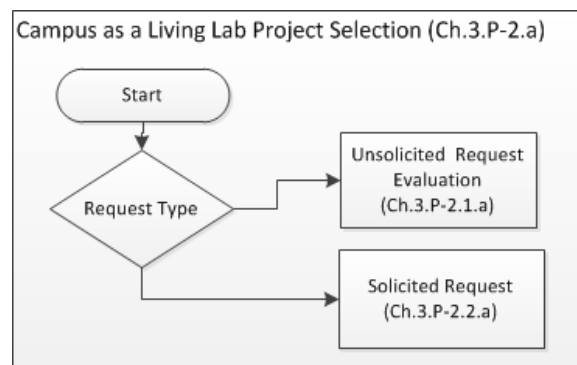 Campus as a Living Lab Project Selection (Ch.3.P-2.a)
Start
Request Type
Unsolicited Request
Evaluation
(Ch.3.P-2.1.a)
Solicited Request
(Ch.3.P-2.2.a)